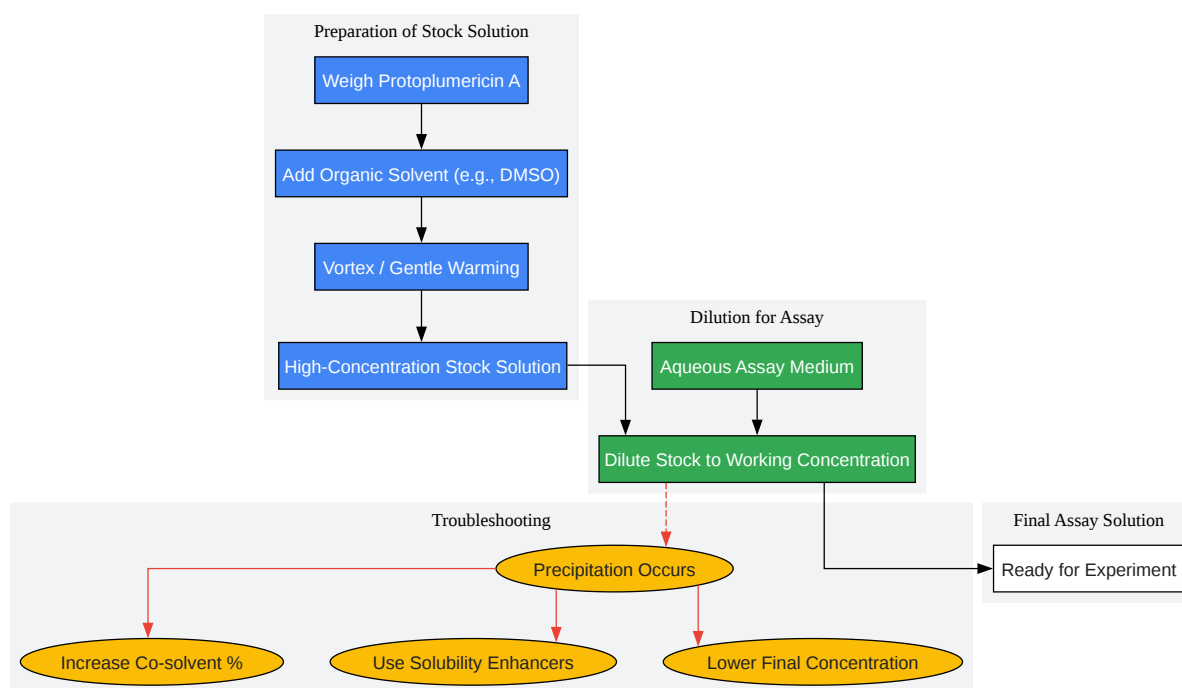 Preparation of Stock Solution
Weigh Protoplumericin A
Add Organic Solvent (e.g., DMSO)
Vortex / Gentle Warming
High-Concentration Stock Solution
Dilution for Assay
Aqueous Assay Medium
Dilute Stock to Working Concentration
Troubleshooting
Precipitation Occurs
Increase Co-solvent %
Use Solubility Enhancers
Lower Final Concentration
Final Assay Solution
Ready for Experiment